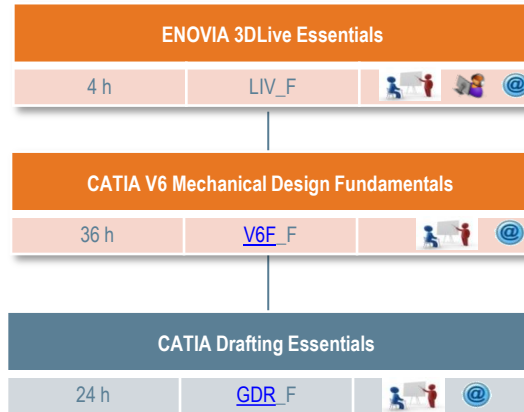 ENOVIA 3DLive Essentials
4 h LIV_F @
CATIA V6 Mechanical Design Fundamentals
36 h V6F_F @
CATIA Drafting Essentials
24 h GDR_F @